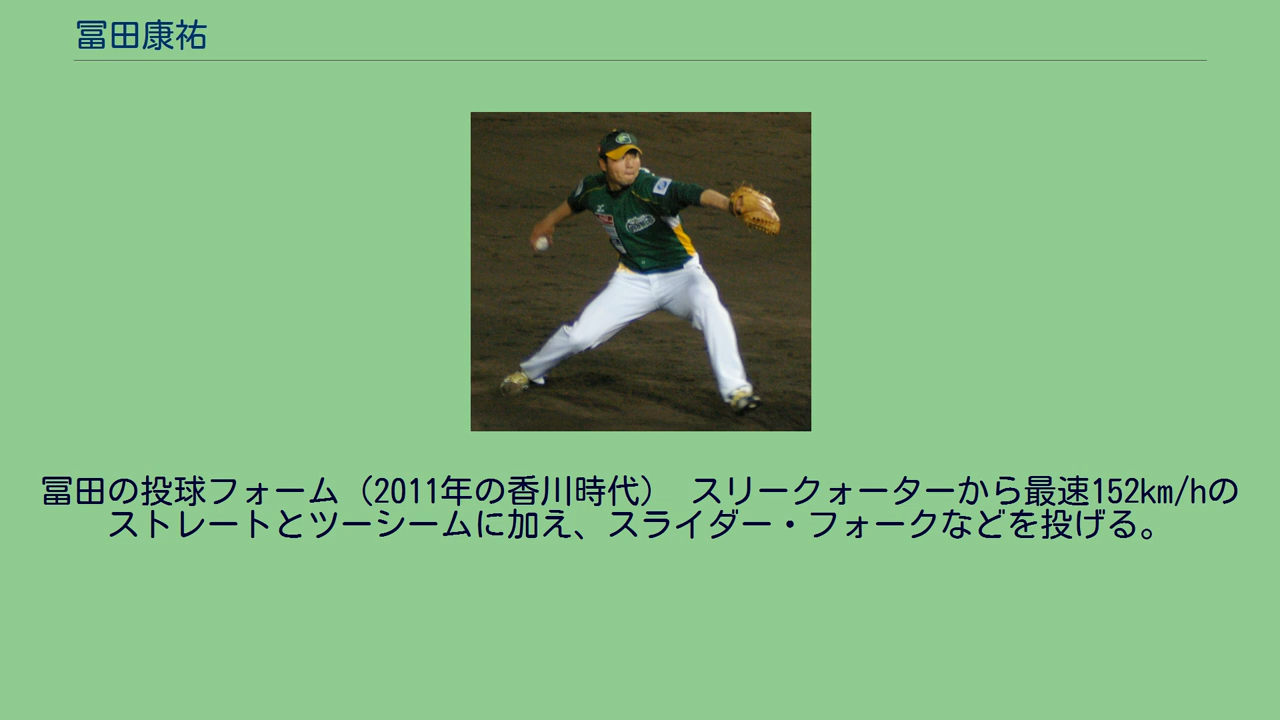 冨田康祐
冨田の投球フォーム（2011年の香川時代） スリークォーターから最速152km/hの
ストレートとツーシームに加え、スライダー・フォークなどを投げる。